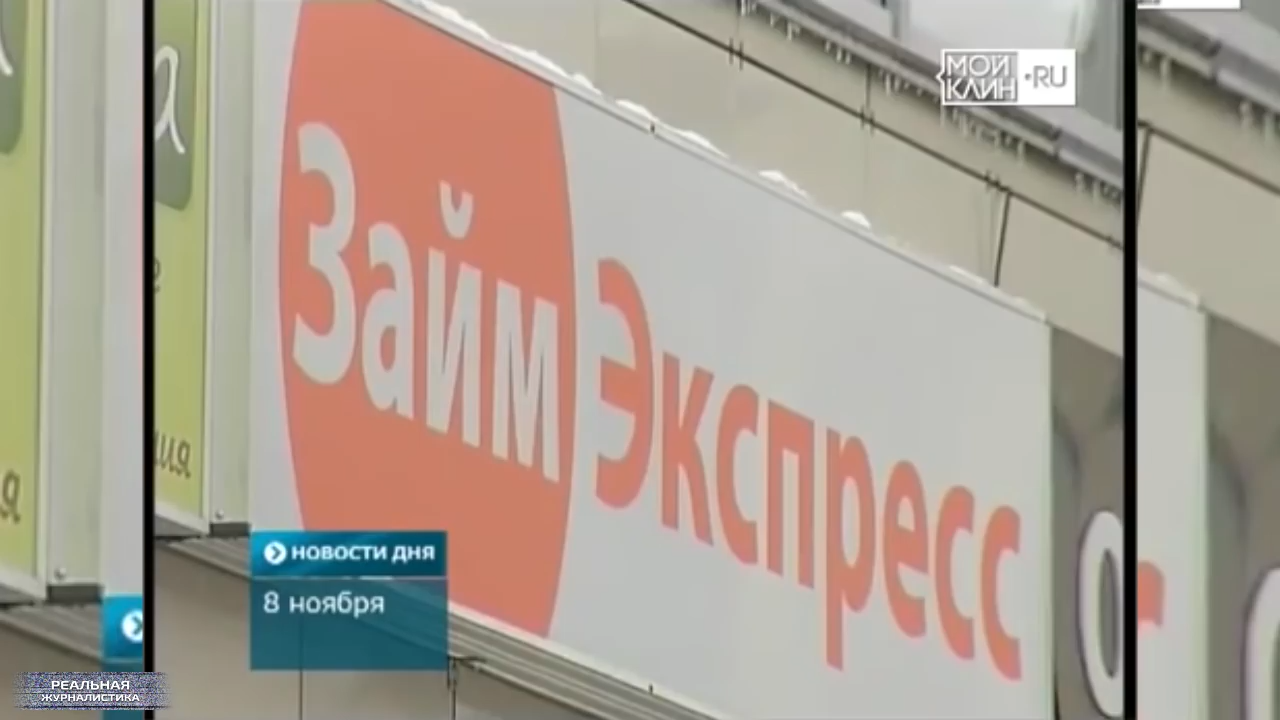 МОЙ
КЛИН
•RU
Займ Экспресс
НОВОСТИ ДНЯ
8 ноября
РЕАЛЬНАЯ
ЖУРНАЛИСТИКА